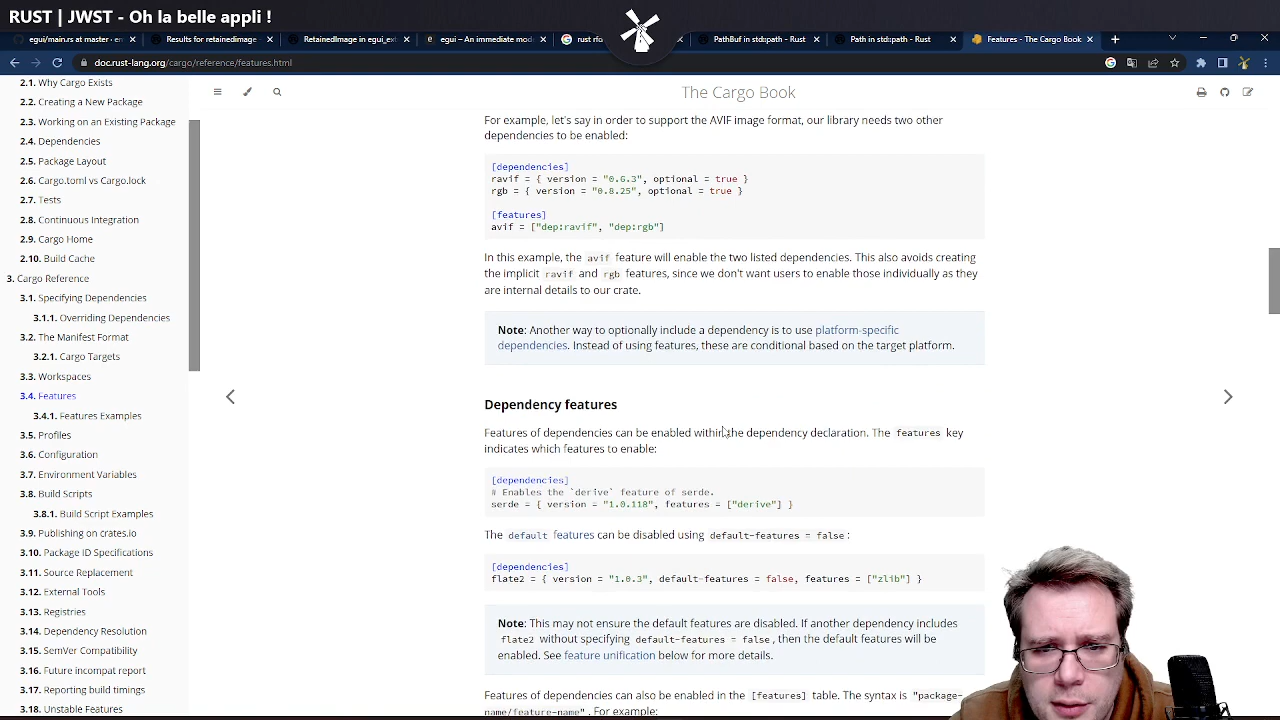 RUST | JWST - Oh la belle appli !
egui/main.rs at master · em
Results for retainedimage -
RetainedImage in egui_ext
egui – An immediate mode
rust rfo
PathBuf in std::path - Rust
Path in std::path - Rust
Features - The Cargo Book
doc.rust-lang.org/cargo/reference/features.html
2.1. Why Cargo Exists
2.2. Creating a New Package
2.3. Working on an Existing Package
2.4. Dependencies
2.5. Package Layout
2.6. Cargo.toml vs Cargo.lock
2.7. Tests
2.8. Continuous Integration
2.9. Cargo Home
2.10. Build Cache
3. Cargo Reference
3.1. Specifying Dependencies
3.1.1. Overriding Dependencies
3.2. The Manifest Format
3.2.1. Cargo Targets
3.3. Workspaces
3.4. Features
3.4.1. Features Examples
3.5. Profiles
3.6. Configuration
3.7. Environment Variables
3.8. Build Scripts
3.8.1. Build Script Examples
3.9. Publishing on crates.io
3.10. Package ID Specifications
3.11. Source Replacement
3.12. External Tools
3.13. Registries
3.14. Dependency Resolution
3.15. SemVer Compatibility
3.16. Future incompat report
3.17. Reporting build timings
3.18. Unstable Features
The Cargo Book
For example, let's say in order to support the AVIF image format, our library needs two other
dependencies to be enabled:
[dependencies]
ravif = { version = "0.6.3", optional = true }
rgb = { version = "0.8.25", optional = true }
[features]
avif = ["dep:ravif", "dep:rgb"]
In this example, the avif feature will enable the two listed dependencies. This also avoids creating
the implicit ravif and rgb features, since we don't want users to enable those individually as they
are internal details to our crate.
Note: Another way to optionally include a dependency is to use platform-specific
dependencies. Instead of using features, these are conditional based on the target platform.
Dependency features
Features of dependencies can be enabled within the dependency declaration. The features key
indicates which features to enable:
[dependencies]
# Enables the `derive` feature of serde.
serde = { version = "1.0.118", features = ["derive"] }
The default features can be disabled using default-features = false:
[dependencies]
flate2 = { version = "1.0.3", default-features = false, features = ["zlib"] }
Note: This may not ensure the default features are disabled. If another dependency includes
flate2 without specifying default-features = false, then the default features will be
enabled. See feature unification below for more details.
Features of dependencies can also be enabled in the [features] table. The syntax is "package-
name/feature-name". For example: